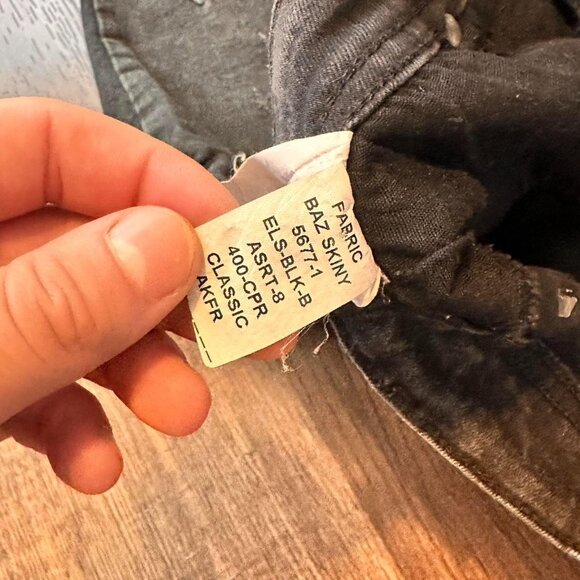 FABRIC
BAZ SKINY
5677-1
ELS-BLK-B
ASRT-8
400-CPR
CLASSIC
AKFR